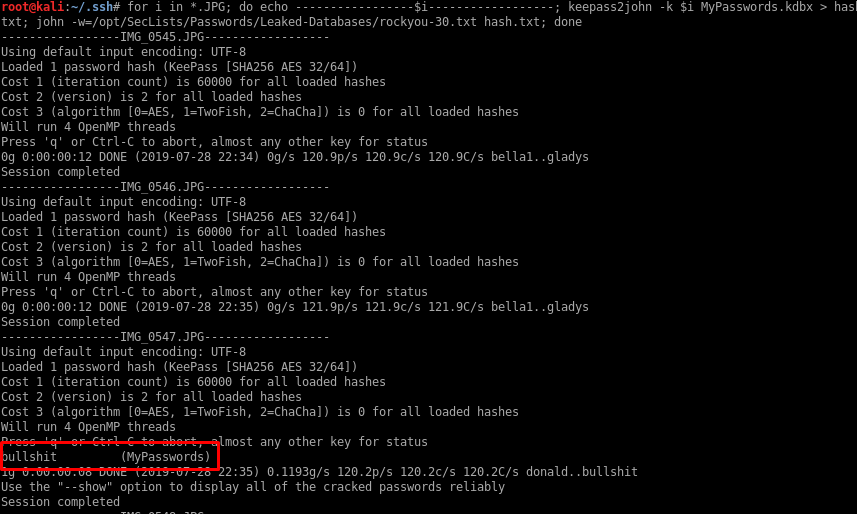 root@kali:~/.ssh# for i in *.JPG; do echo -----------------$i------------------; keepass2john -k $i MyPasswords.kdbx > hash
txt; john -w=/opt/SecLists/Passwords/Leaked-Databases/rockyou-30.txt hash.txt; done
-----------------IMG_0545.JPG------------------
Using default input encoding: UTF-8
Loaded 1 password hash (KeePass [SHA256 AES 32/64])
Cost 1 (iteration count) is 60000 for all loaded hashes
Cost 2 (version) is 2 for all loaded hashes
Cost 3 (algorithm [0=AES, 1=TwoFish, 2=ChaCha]) is 0 for all loaded hashes
Will run 4 OpenMP threads
Press 'q' or Ctrl-C to abort, almost any other key for status
0g 0:00:00:12 DONE (2019-07-28 22:34) 0g/s 120.9p/s 120.9c/s 120.9C/s bella1..gladys
Session completed
-----------------IMG_0546.JPG------------------
Using default input encoding: UTF-8
Loaded 1 password hash (KeePass [SHA256 AES 32/64])
Cost 1 (iteration count) is 60000 for all loaded hashes
Cost 2 (version) is 2 for all loaded hashes
Cost 3 (algorithm [0=AES, 1=TwoFish, 2=ChaCha]) is 0 for all loaded hashes
Will run 4 OpenMP threads
Press 'q' or Ctrl-C to abort, almost any other key for status
0g 0:00:00:12 DONE (2019-07-28 22:35) 0g/s 121.9p/s 121.9c/s 121.9C/s bella1..gladys
Session completed
-----------------IMG_0547.JPG------------------
Using default input encoding: UTF-8
Loaded 1 password hash (KeePass [SHA256 AES 32/64])
Cost 1 (iteration count) is 60000 for all loaded hashes
Cost 2 (version) is 2 for all loaded hashes
Cost 3 (algorithm [0=AES, 1=TwoFish, 2=ChaCha]) is 0 for all loaded hashes
Will run 4 OpenMP threads
Press 'q' or Ctrl-C to abort, almost any other key for status
bullshit         (MyPasswords)
1g 0:00:00:08 DONE (2019-07-28 22:35) 0.1193g/s 120.2p/s 120.2c/s 120.2C/s donald..bullshit
Use the "--show" option to display all of the cracked passwords reliably
Session completed